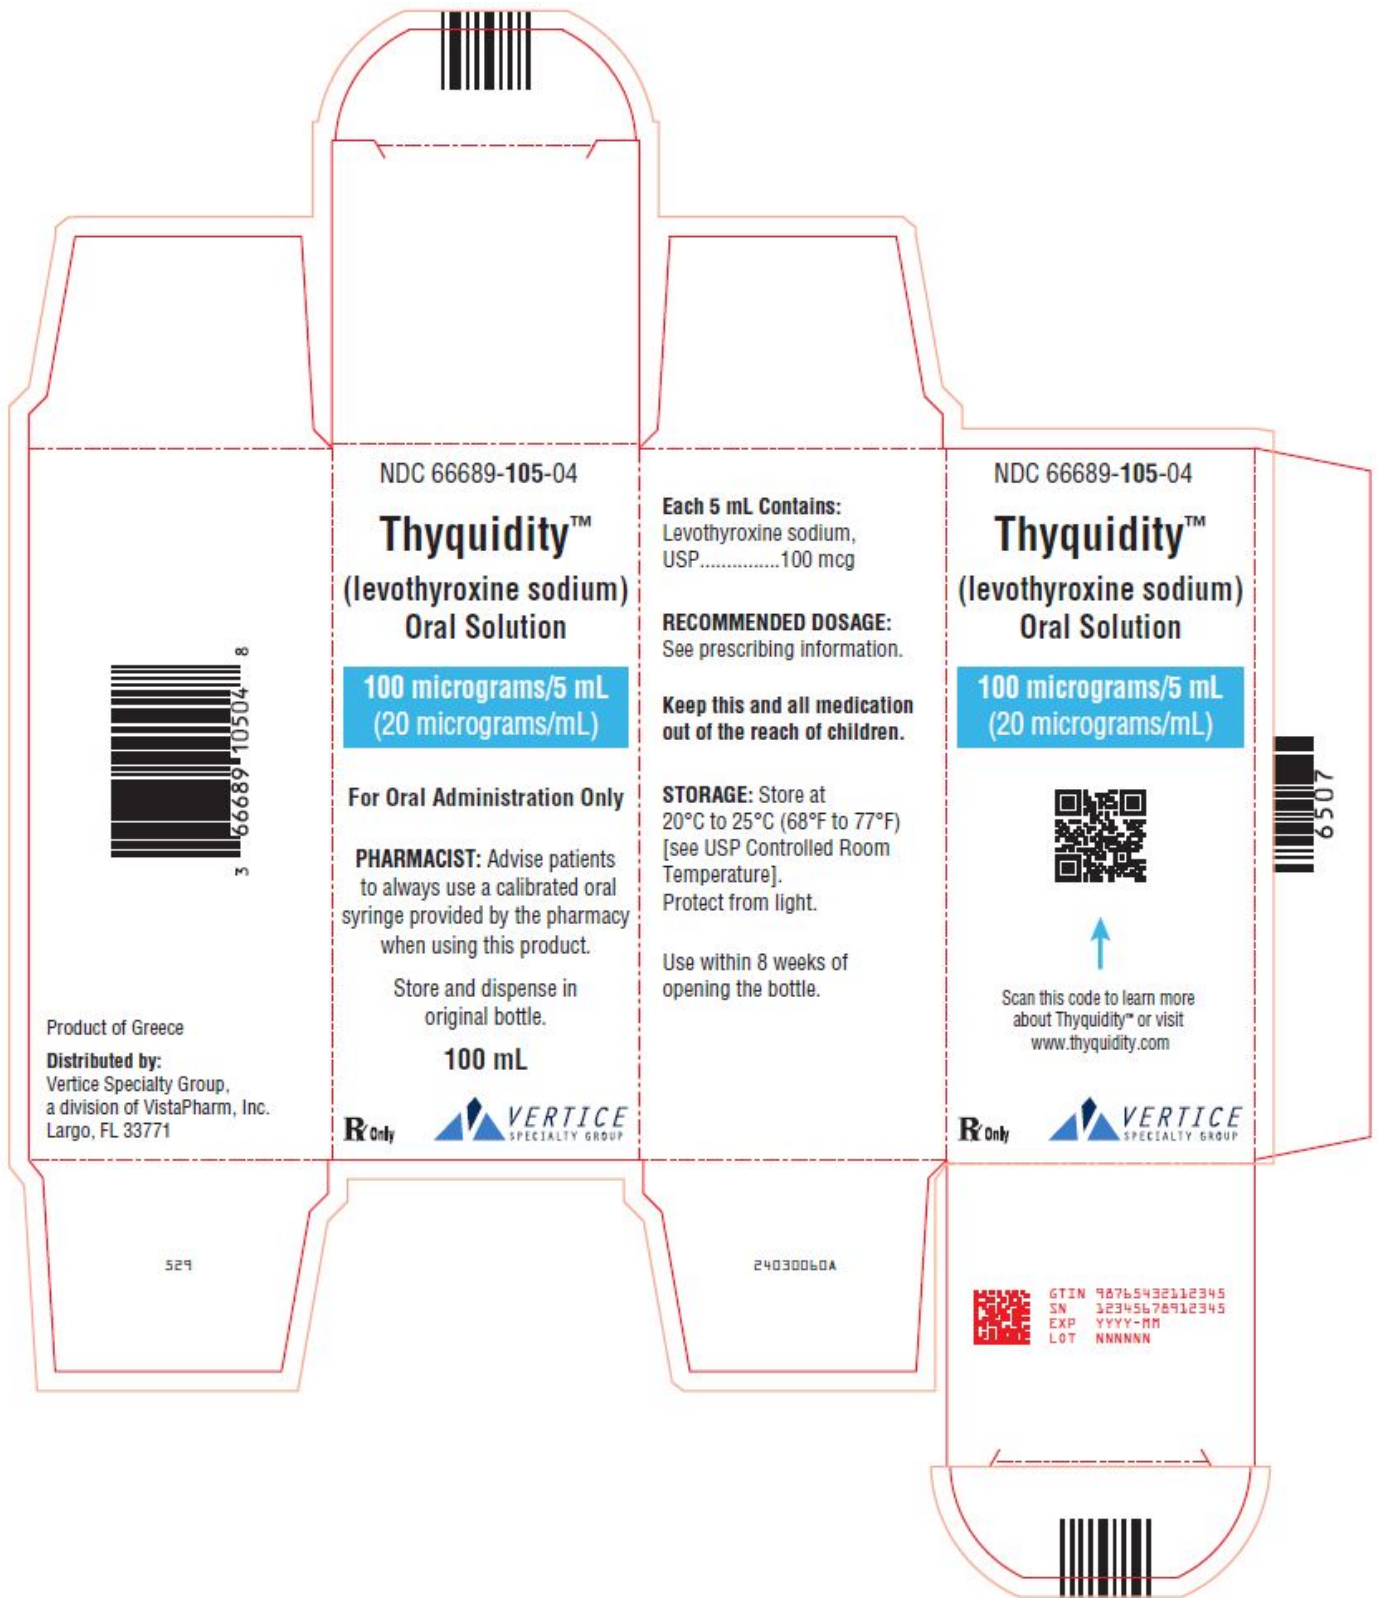 3 66689 10504 8
Product of Greece
Distributed by:
Vertice Specialty Group,
a division of VistaPharm, Inc.
Largo, FL 33771
529
NDC 66689-105-04
Thyquidity™
(levothyroxine sodium)
Oral Solution
100 micrograms/5 mL
(20 micrograms/mL)
For Oral Administration Only
PHARMACIST: Advise patients
to always use a calibrated oral
syringe provided by the pharmacy
when using this product.
Store and dispense in
original bottle.
100 mL
Rx Only
VERTICE
SPECIALTY GROUP
Each 5 mL Contains:
Levothyroxine sodium,
USP...............100 mcg
RECOMMENDED DOSAGE:
See prescribing information.
Keep this and all medication
out of the reach of children.
STORAGE: Store at
20°C to 25°C (68°F to 77°F)
[see USP Controlled Room
Temperature].
Protect from light.
Use within 8 weeks of
opening the bottle.
24030060A
NDC 66689-105-04
Thyquidity™
(levothyroxine sodium)
Oral Solution
100 micrograms/5 mL
(20 micrograms/mL)
Scan this code to learn more
about Thyquidity™ or visit
www.thyquidity.com
Rx Only
VERTICE
SPECIALTY GROUP
6507
GTIN 98765432112345
SN 12345678912345
EXP YYYY-MM
LOT NNNNNN